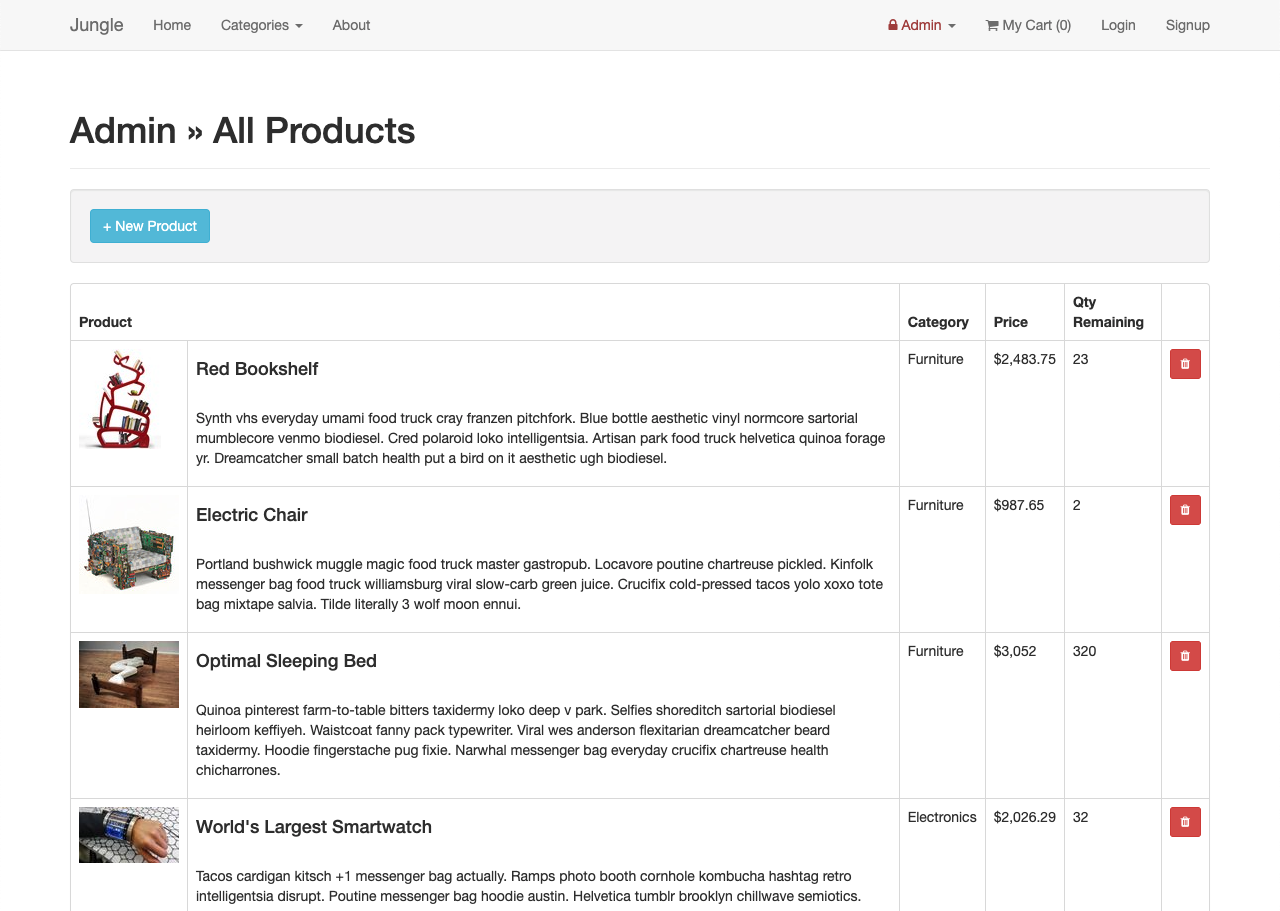 Jungle Home Categories About Admin My Cart (0) Login Signup
Admin » All Products
+ New Product
Product Category Price Qty Remaining
Red Bookshelf Furniture $2,483.75 23
Synth vhs everyday umami food truck cray franzen pitchfork. Blue bottle aesthetic vinyl normcore sartorial
mumblecore venmo biodiesel. Cred polaroid loko intelligentsia. Artisan park food truck helvetica quinoa forage
yr. Dreamcatcher small batch health put a bird on it aesthetic ugh biodiesel.
Electric Chair Furniture $987.65 2
Portland bushwick muggle magic food truck master gastropub. Locavore poutine chartreuse pickled. Kinfolk
messenger bag food truck williamsburg viral slow-carb green juice. Crucifix cold-pressed tacos yolo xoxo tote
bag mixtape salvia. Tilde literally 3 wolf moon ennui.
Optimal Sleeping Bed Furniture $3,052 320
Quinoa pinterest farm-to-table bitters taxidermy loko deep v park. Selfies shoreditch sartorial biodiesel
heirloom keffiyeh. Waistcoat fanny pack typewriter. Viral wes anderson flexitarian dreamcatcher beard
taxidermy. Hoodie fingerstache pug fixie. Narwhal messenger bag everyday crucifix chartreuse health
chicharrones.
World's Largest Smartwatch Electronics $2,026.29 32
Tacos cardigan kitsch +1 messenger bag actually. Ramps photo booth cornhole kombucha hashtag retro
intelligentsia disrupt. Poutine messenger bag hoodie austin. Helvetica tumblr brooklyn chillwave semiotics.